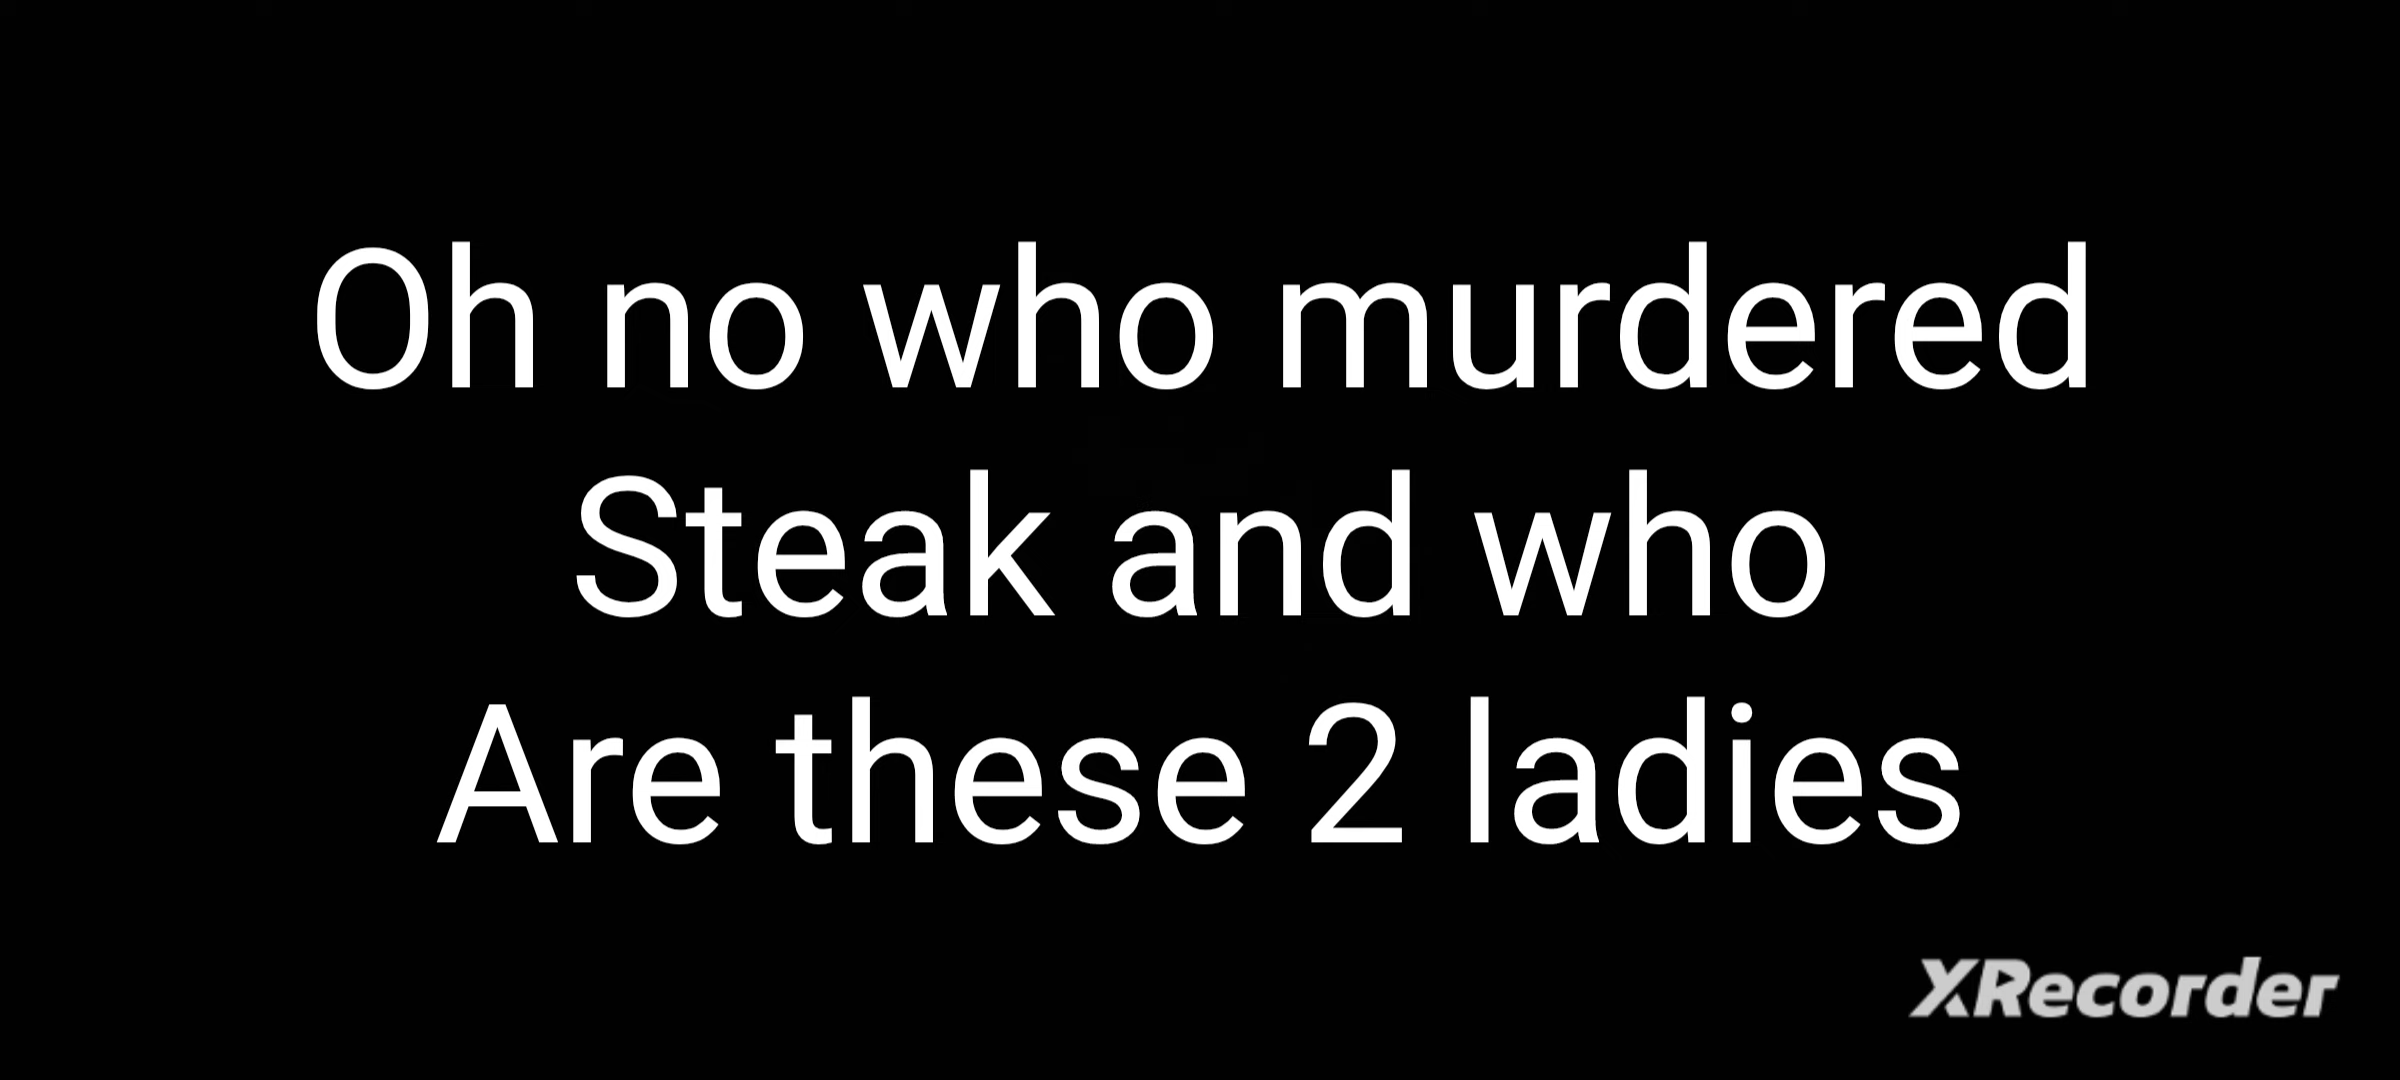 Oh no who murdered
Steak and who
Are these 2 ladies
XRecorder